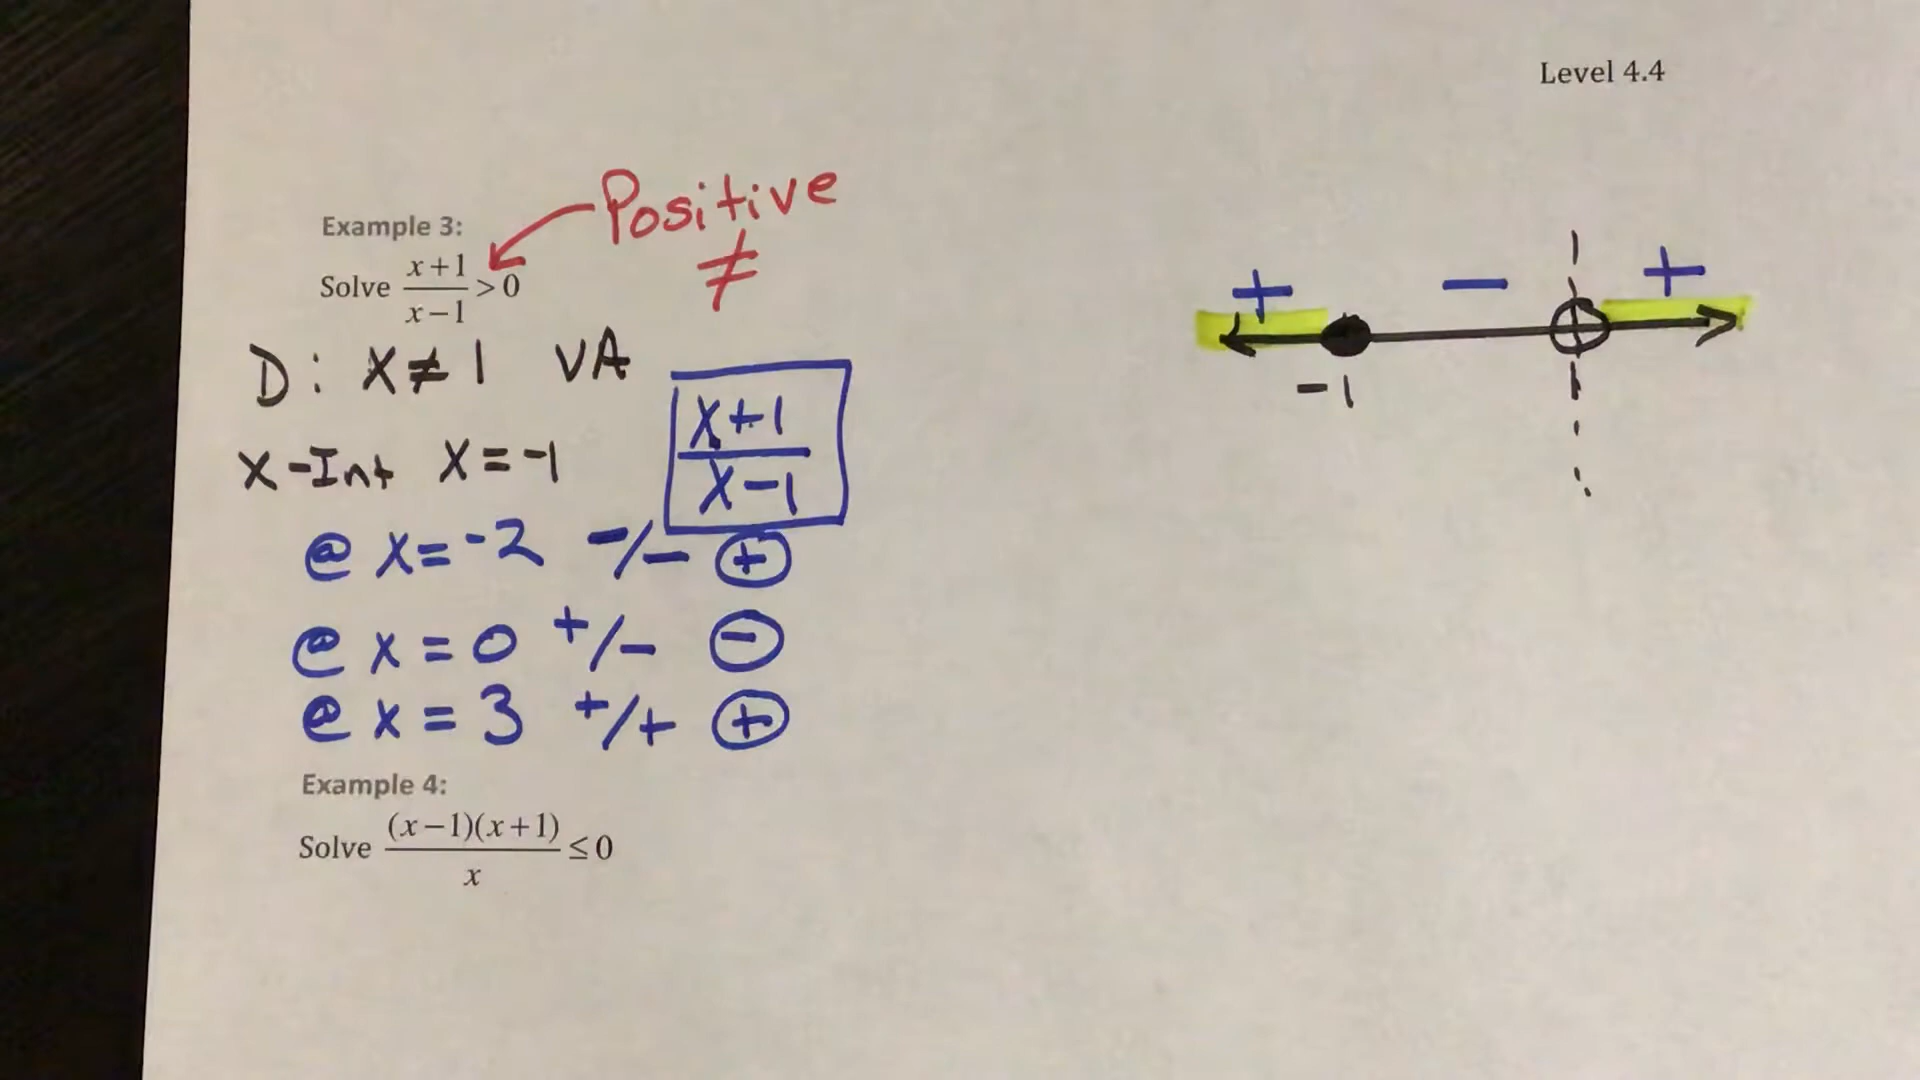 Level 4.4
Positive
≠
Example 3:
Solve (x+1)/(x−1) > 0
D: X ≠ 1 VA
X-Int X = -1
X+1
X-1
@ X = -2 -/- +
@ X = 0 +/- -
@ X = 3 +/+ +
+ - +
-1 1
Example 4:
Solve (x−1)(x+1)/x ≤ 0